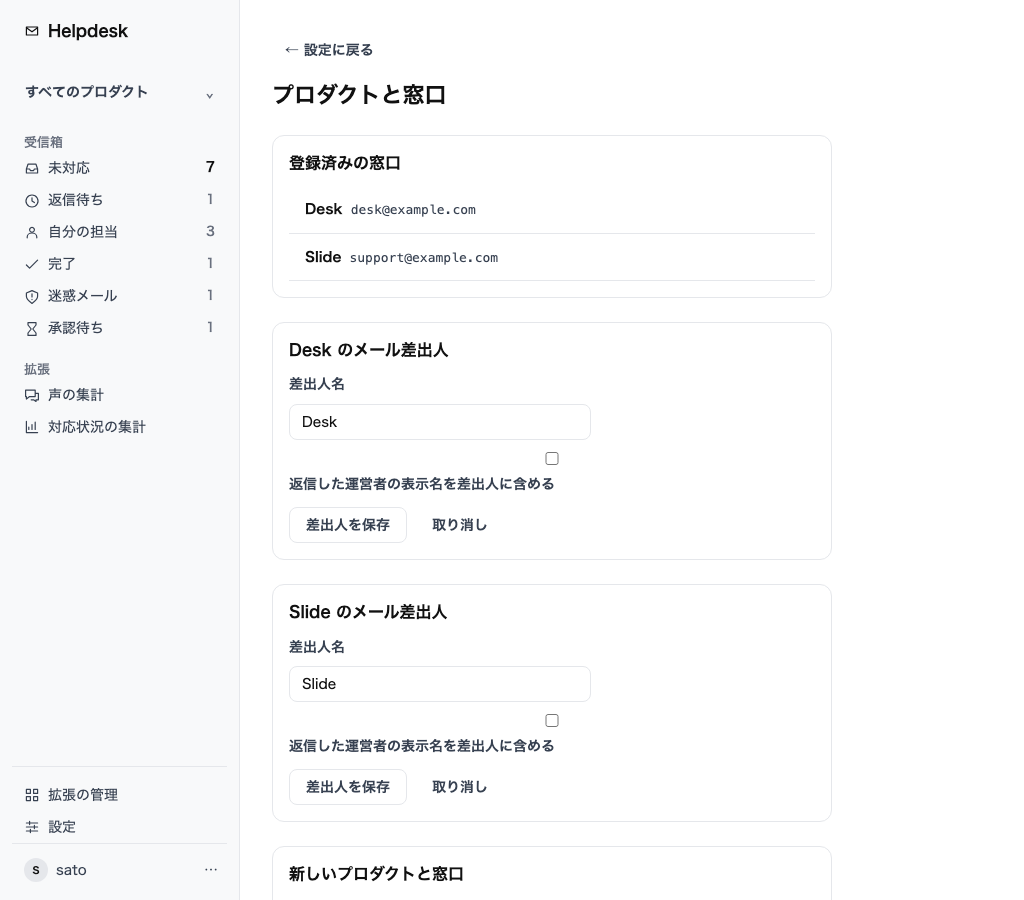 Helpdesk
すべてのプロダクト
受信箱
未対応 7
返信待ち 1
自分の担当 3
完了 1
迷惑メール 1
承認待ち 1
拡張
声の集計
対応状況の集計
拡張の管理
設定
S sato ...
← 設定に戻る
プロダクトと窓口
登録済みの窓口
Desk desk@example.com
Slide support@example.com
Desk のメール差出人
差出人名
Desk
返信した運営者の表示名を差出人に含める
差出人を保存 取り消し
Slide のメール差出人
差出人名
Slide
返信した運営者の表示名を差出人に含める
差出人を保存 取り消し
新しいプロダクトと窓口